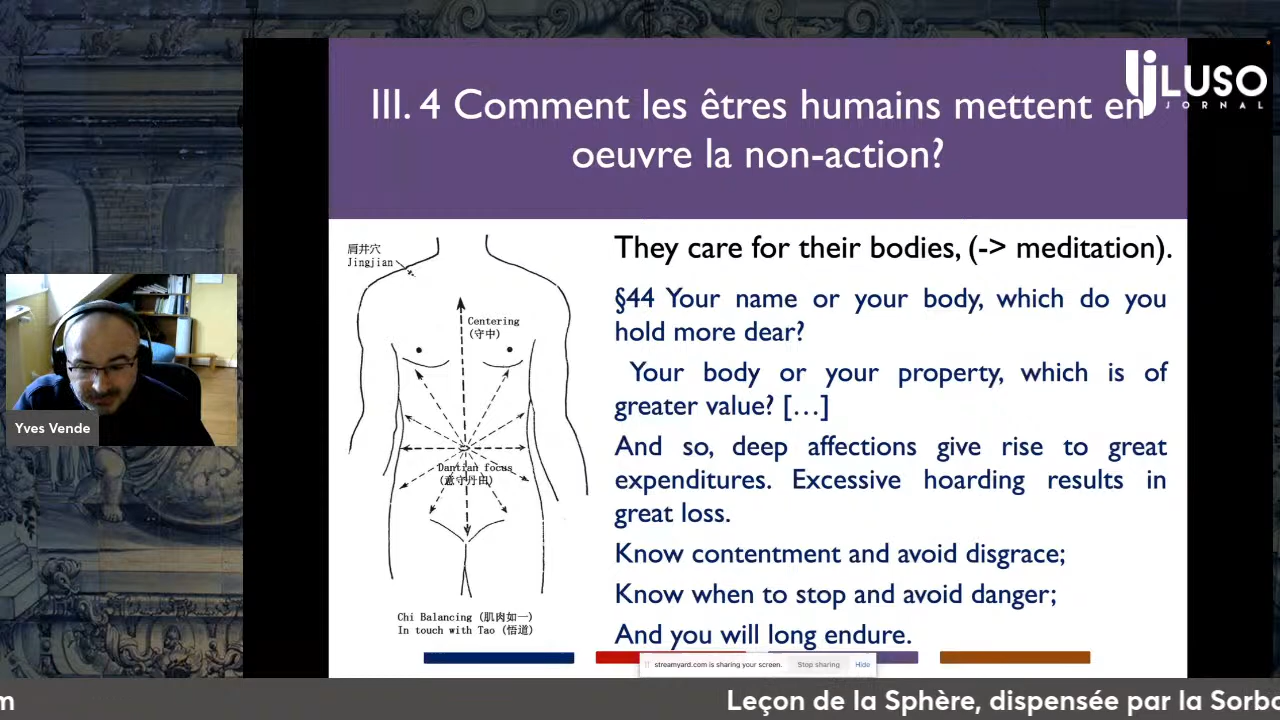 III. 4 Comment les êtres humains mettent en
oeuvre la non-action?
LUSO
JORNAL
肩井穴
Jingjian
Centering
(守中)
Dantian focus
(意守丹田)
Chi Balancing (肌肉如一)
In touch with Tao (悟道)
They care for their bodies, (-> meditation).
§44 Your name or your body, which do you
hold more dear?
Your body or your property, which is of
greater value? […]
And so, deep affections give rise to great
expenditures. Excessive hoarding results in
great loss.
Know contentment and avoid disgrace;
Know when to stop and avoid danger;
And you will long endure.
Yves Vende
streamyard.com is sharing your screen.
Stop sharing
Hide
m
Leçon de la Sphère, dispensée par la Sorbo